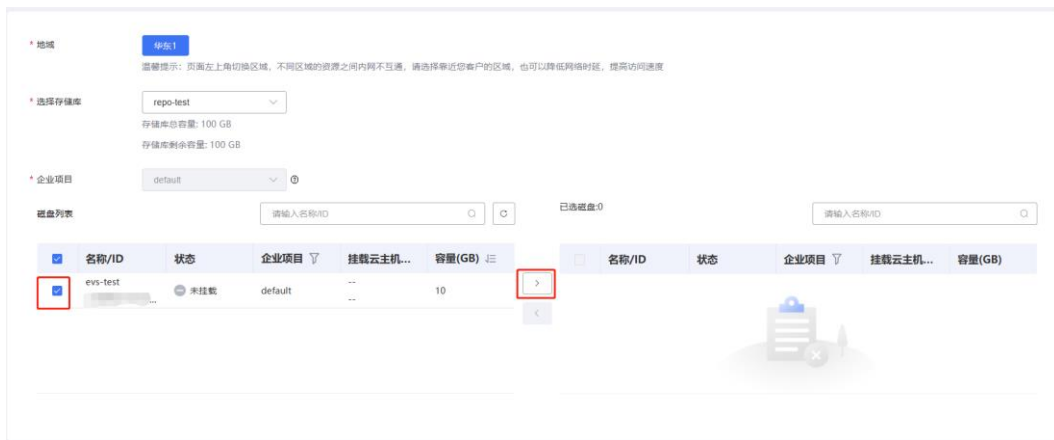 * 地域
华东1
温馨提示：页面左上角切换区域，不同区域的资源之间内网不互通，请选择靠近您客户的区域，也可以降低网络时延，提高访问速度
* 选择存储库
repo-test
存储库总容量: 100 GB
存储库剩余容量: 100 GB
* 企业项目
default
磁盘列表
请输入名称/ID
已选磁盘:0
请输入名称/ID
名称/ID 状态 企业项目 挂载云主机... 容量(GB)
名称/ID 状态 企业项目 挂载云主机... 容量(GB)
evs-test
...
未挂载
default
--
--
10